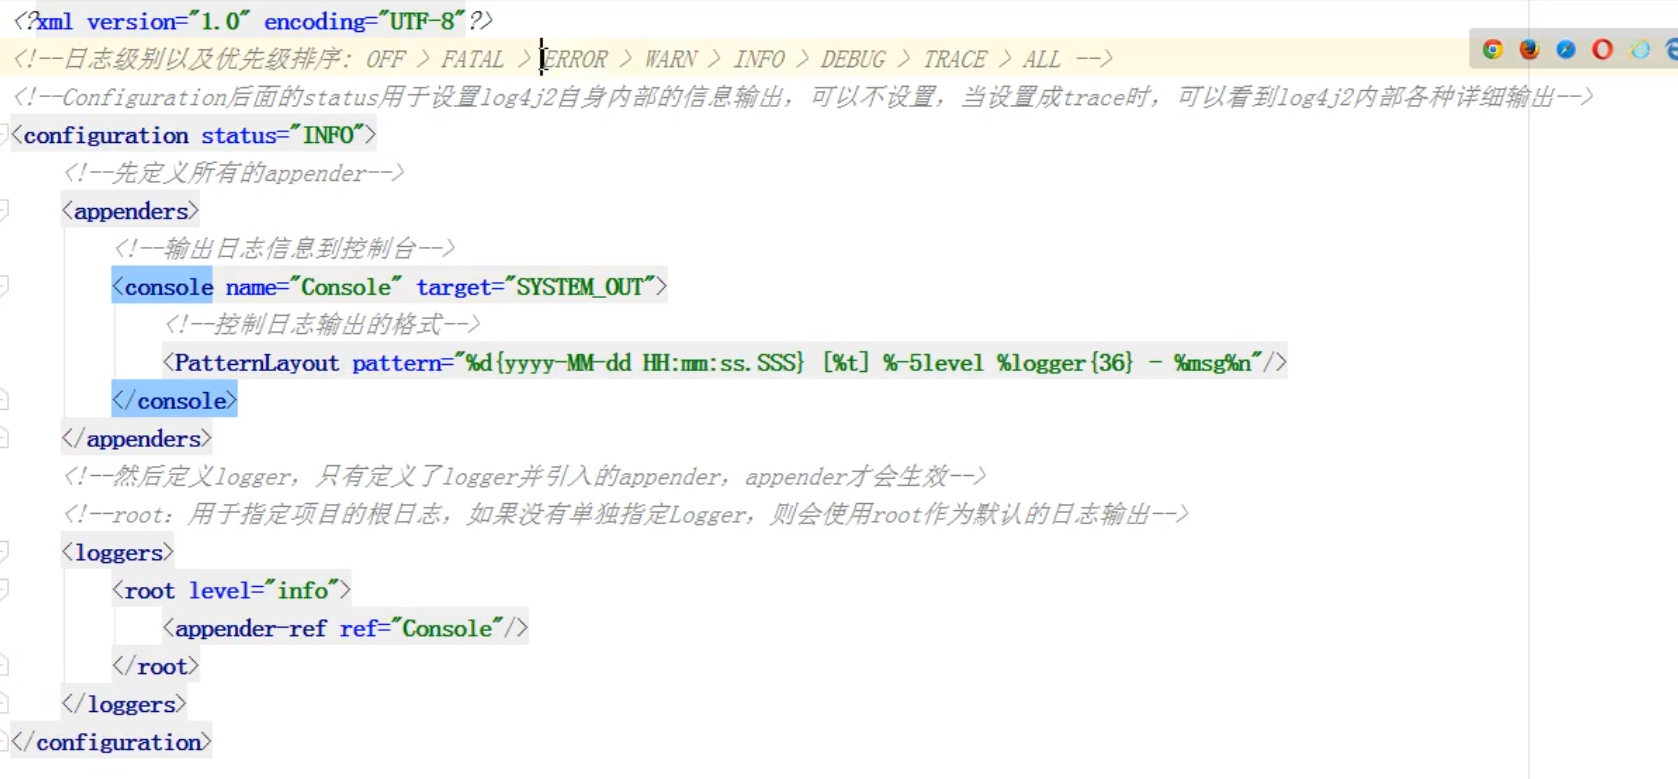 <?xml version="1.0" encoding="UTF-8"?>
<!--日志级别以及优先级排序: OFF > FATAL > ERROR > WARN > INFO > DEBUG > TRACE > ALL -->
<!--Configuration后面的status用于设置log4j2自身内部的信息输出，可以不设置，当设置成trace时，可以看到log4j2内部各种详细输出-->
<configuration status="INFO">
    <!--先定义所有的appender-->
    <appenders>
        <!--输出日志信息到控制台-->
        <console name="Console" target="SYSTEM_OUT">
            <!--控制日志输出的格式-->
            <PatternLayout pattern="%d{yyyy-MM-dd HH:mm:ss.SSS} [%t] %-5level %logger{36} - %msg%n"/>
        </console>
    </appenders>
    <!--然后定义logger，只有定义了logger并引入的appender，appender才会生效-->
    <!--root：用于指定项目的根日志，如果没有单独指定Logger，则会使用root作为默认的日志输出-->
    <loggers>
        <root level="info">
            <appender-ref ref="Console"/>
        </root>
    </loggers>
</configuration>